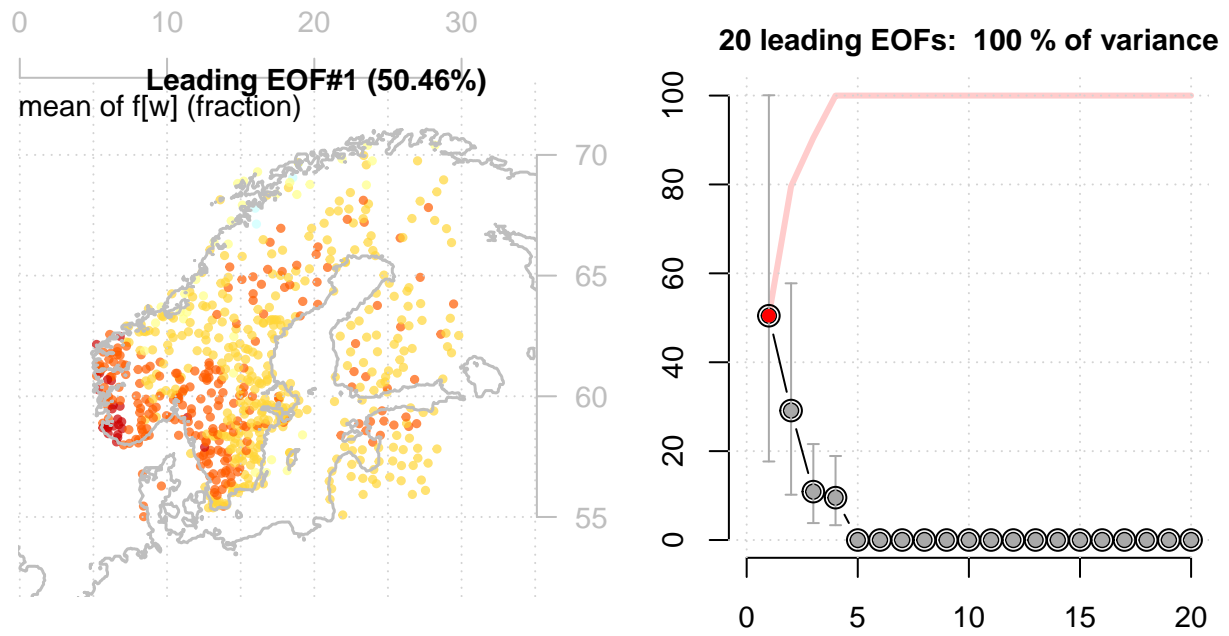 0 10 20 30
Leading EOF#1 (50.46%)
mean of f[w] (fraction)
70
65
60
55
20 leading EOFs: 100 % of variance
100
80
60
40
20
0
0 5 10 15 20